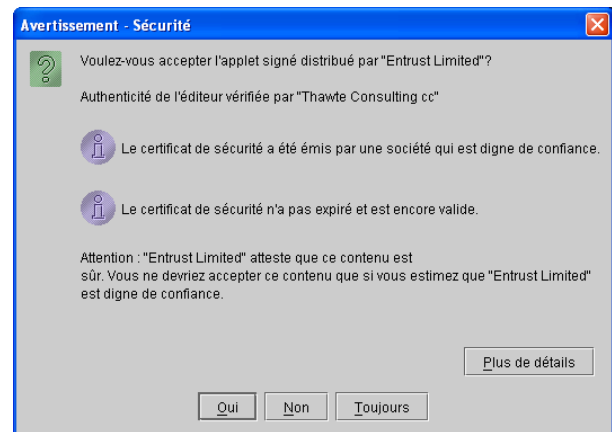 Avertissement - Sécurité
Voulez-vous accepter l'applet signé distribué par "Entrust Limited"?
Authenticité de l'éditeur vérifiée par "Thawte Consulting cc"
Le certificat de sécurité a été émis par une société qui est digne de confiance.
Le certificat de sécurité n'a pas expiré et est encore valide.
Attention : "Entrust Limited" atteste que ce contenu est
sûr. Vous ne devriez accepter ce contenu que si vous estimez que "Entrust Limited"
est digne de confiance.
Plus de détails
Oui Non Toujours